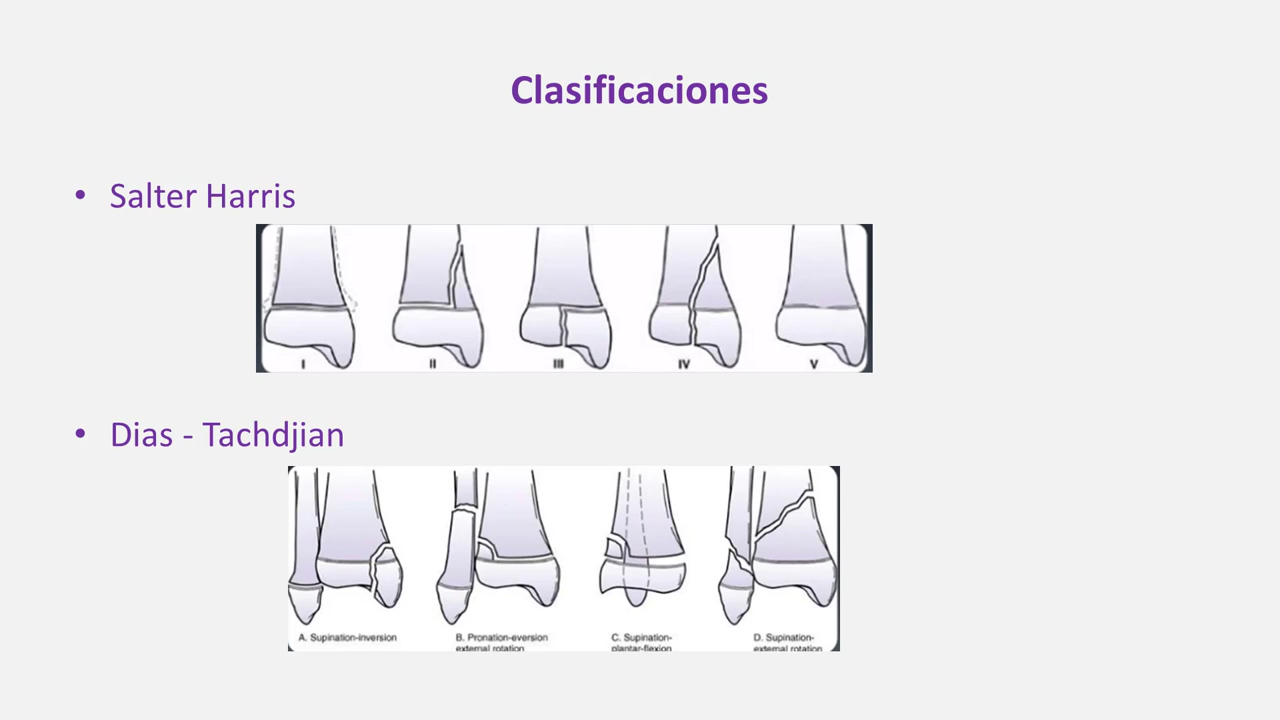 Clasificaciones
• Salter Harris
I II III IV V
• Dias - Tachdjian
A. Supination-inversion B. Pronation-eversion C. Supination- D. Supination-
external rotation plantar-flexion external rotation